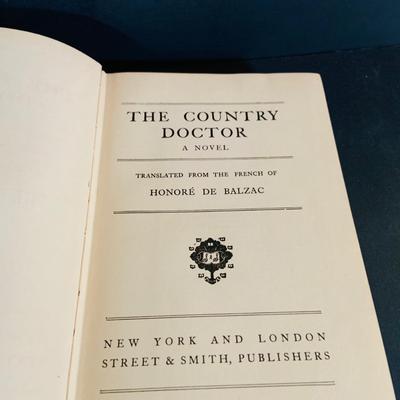 THE COUNTRY
DOCTOR
A NOVEL
TRANSLATED FROM THE FRENCH OF
HONORÉ DE BALZAC
NEW YORK AND LONDON
STREET & SMITH, PUBLISHERS